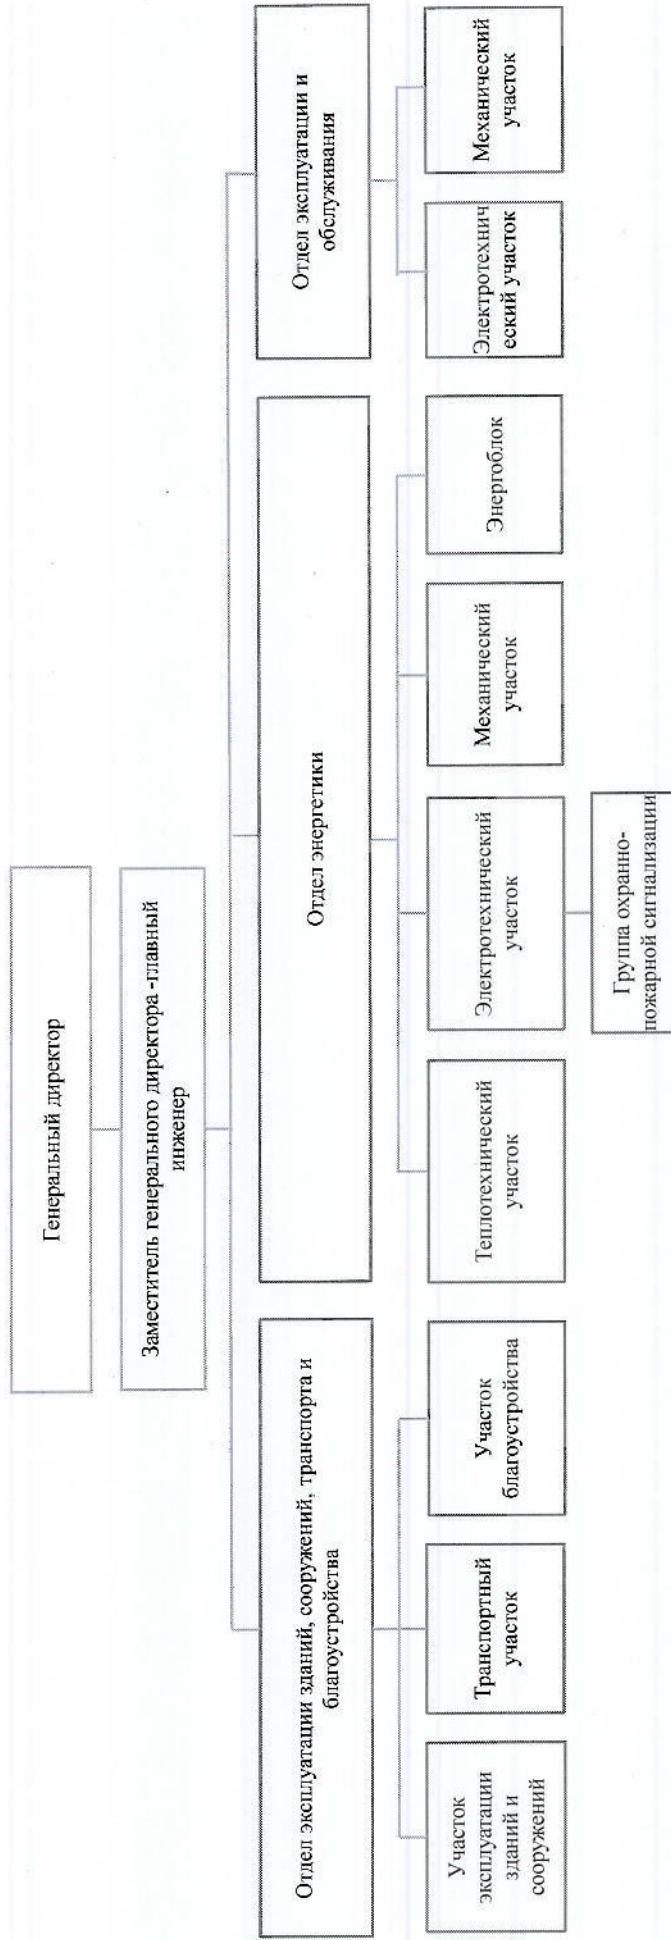 Генеральный директор
Заместитель генерального директора -главный
инженер
Отдел эксплуатации зданий, сооружений, транспорта и
благоустройства
Отдел энергетики
Отдел эксплуатации и
обслуживания
Участок
эксплуатации
зданий и
сооружений
Транспортный
участок
Участок
благоустройства
Теплотехнический
участок
Электротехнический
участок
Механический
участок
Энергоблок
Электротехнич
еский участок
Механический
участок
Группа охранно-
пожарной сигнализации